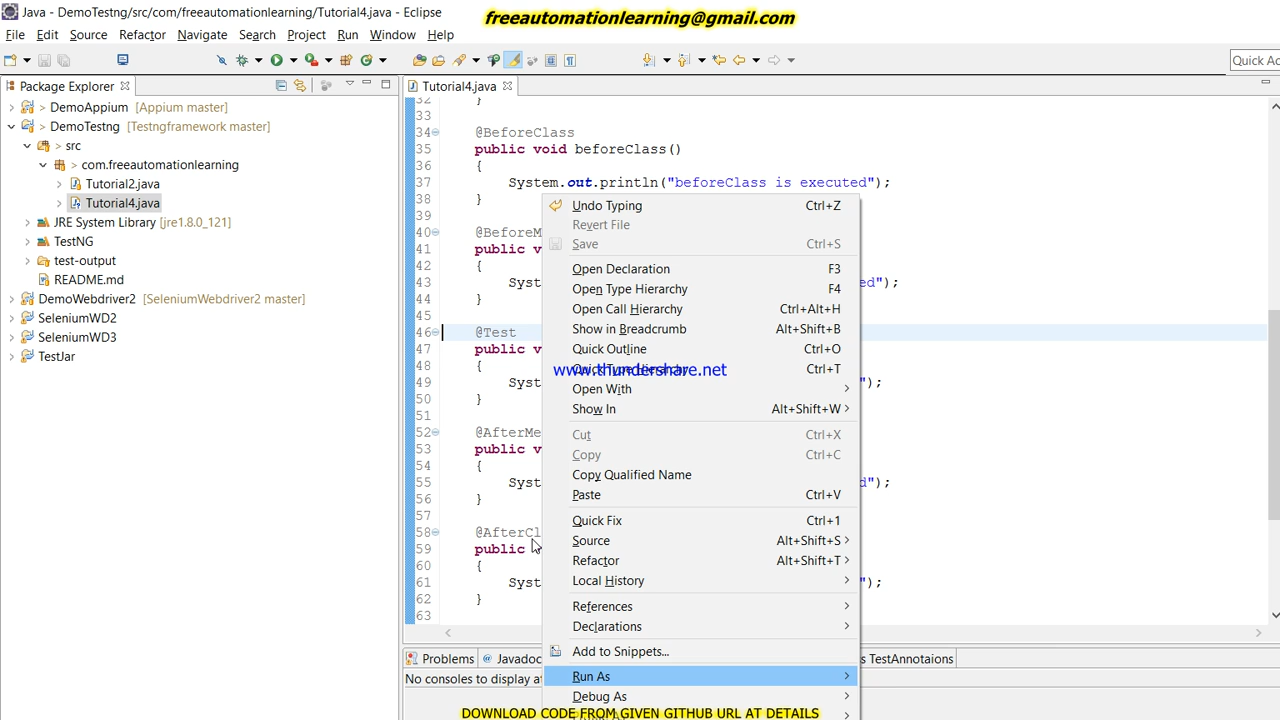 Java - DemoTestng/src/com/freeautomationlearning/Tutorial4.java - Eclipse
freeautomationlearning@gmail.com
File Edit Source Refactor Navigate Search Project Run Window Help
Quick Ac
Package Explorer
> DemoAppium [Appium master]
> DemoTestng [Testngframework master]
> src
> com.freeautomationlearning
Tutorial2.java
Tutorial4.java
JRE System Library [jre1.8.0_121]
TestNG
test-output
README.md
DemoWebdriver2 [SeleniumWebdriver2 master]
SeleniumWD2
SeleniumWD3
TestJar
Tutorial4.java
32 }
33
34 @BeforeClass
35 public void beforeClass()
36 {
37 System.out.println("beforeClass is executed");
38 }
39
40 @BeforeM
41 public v
42 {
43 Syst ed");
44 }
45
46 @Test
47 public v
48 {
49 Syst ");
50 }
51
52 @AfterMe
53 public v
54 {
55 Syst d");
56 }
57
58 @AfterCl
59 public
60 {
61 Syst ");
62 }
63
Undo Typing Ctrl+Z
Revert File
Save Ctrl+S
Open Declaration F3
Open Type Hierarchy F4
Open Call Hierarchy Ctrl+Alt+H
Show in Breadcrumb Alt+Shift+B
Quick Outline Ctrl+O
Quick Type Hierarchy Ctrl+T
www.thundershare.net
Open With
Show In Alt+Shift+W
Cut Ctrl+X
Copy Ctrl+C
Copy Qualified Name
Paste Ctrl+V
Quick Fix Ctrl+1
Source Alt+Shift+S
Refactor Alt+Shift+T
Local History
References
Declarations
Add to Snippets...
Run As
Debug As
Problems @ Javadoc s TestAnnotaions
No consoles to display at
DOWNLOAD CODE FROM GIVEN GITHUB URL AT DETAILS